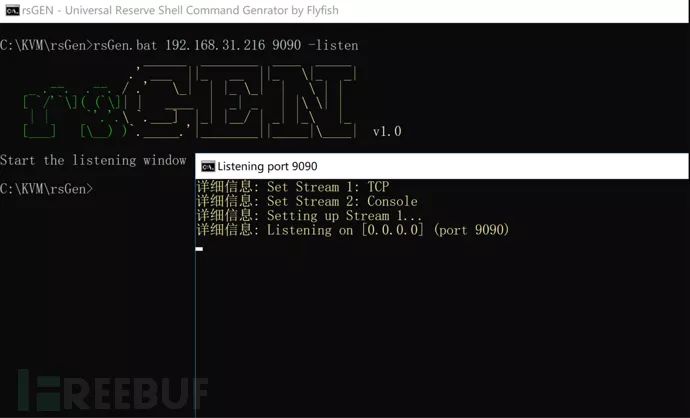 rsGEN - Universal Reserve Shell Command Genrator by Flyfish
C:\KVM\rsGen>rsGen.bat 192.168.31.216 9090 -listen
rsGEN
v1.0
Start the listening window
C:\KVM\rsGen>
Listening port 9090
详细信息: Set Stream 1: TCP
详细信息: Set Stream 2: Console
详细信息: Setting up Stream 1...
详细信息: Listening on [0.0.0.0] (port 9090)
FREEBUF